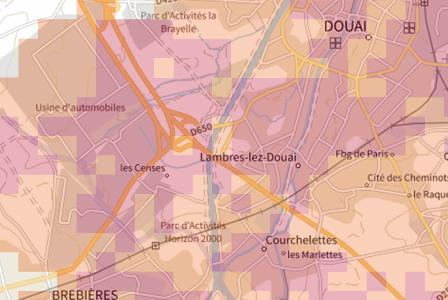 Parc d'Activités la
Brayelle
DOUAI
Usine d'automobiles
D650
Lambres-lez-Douai
Fbg de Paris
les Censes
Cité des Cheminots
le Raque
Parc d'Activités
Horizon 2000
Courchelettes
les Marlettes
BREBIÈRES